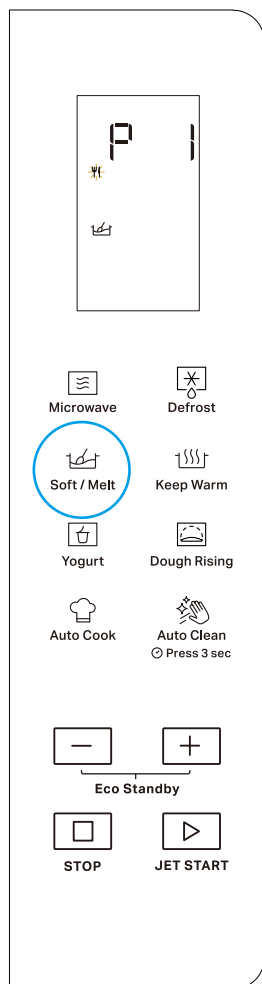 P 1
Microwave Defrost
Soft / Melt Keep Warm
Yogurt Dough Rising
Auto Cook Auto Clean
Press 3 sec
Eco Standby
STOP JET START